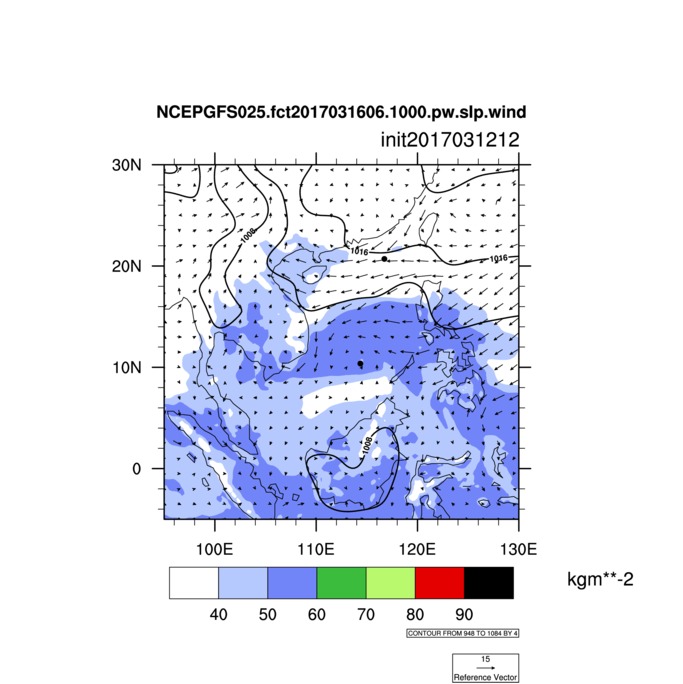 NCEPGFS025.fct2017031606.1000.pw.slp.wind
init2017031212
30N
20N
10N
0
1008
1016
1016
1008
100E
110E
120E
130E
kgm**-2
40
50
60
70
80
90
CONTOUR FROM 948 TO 1084 BY 4
15
Reference Vector